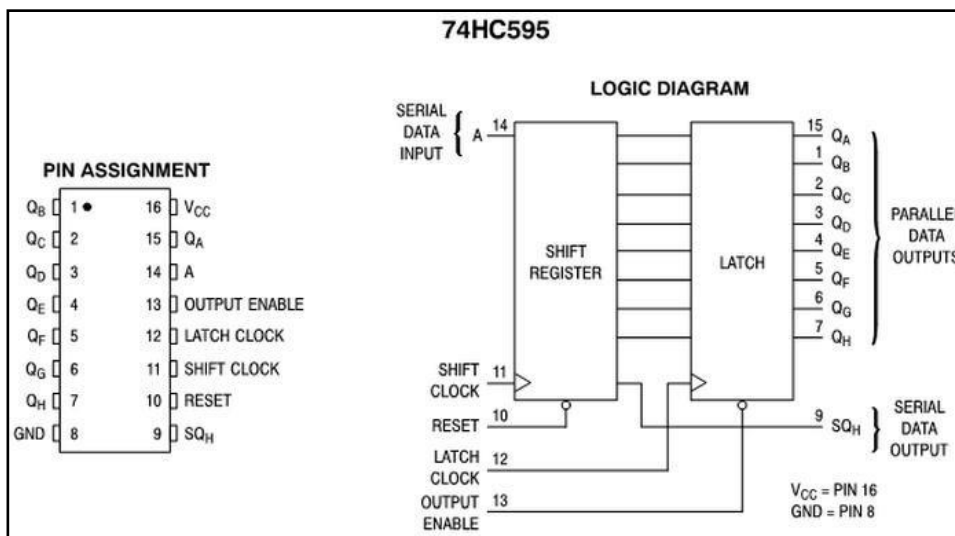 74HC595
PIN ASSIGNMENT
QB 1 16 VCC
QC 2 15 QA
QD 3 14 A
QE 4 13 OUTPUT ENABLE
QF 5 12 LATCH CLOCK
QG 6 11 SHIFT CLOCK
QH 7 10 RESET
GND 8 9 SQH
LOGIC DIAGRAM
SERIAL
DATA
INPUT
A 14
SHIFT
REGISTER
LATCH
15 QA
1 QB
2 QC
3 QD
4 QE
5 QF
6 QG
7 QH
PARALLEL
DATA
OUTPUTS
SHIFT
CLOCK 11
RESET 10
LATCH
CLOCK 12
OUTPUT
ENABLE 13
9 SQH
SERIAL
DATA
OUTPUT
VCC = PIN 16
GND = PIN 8